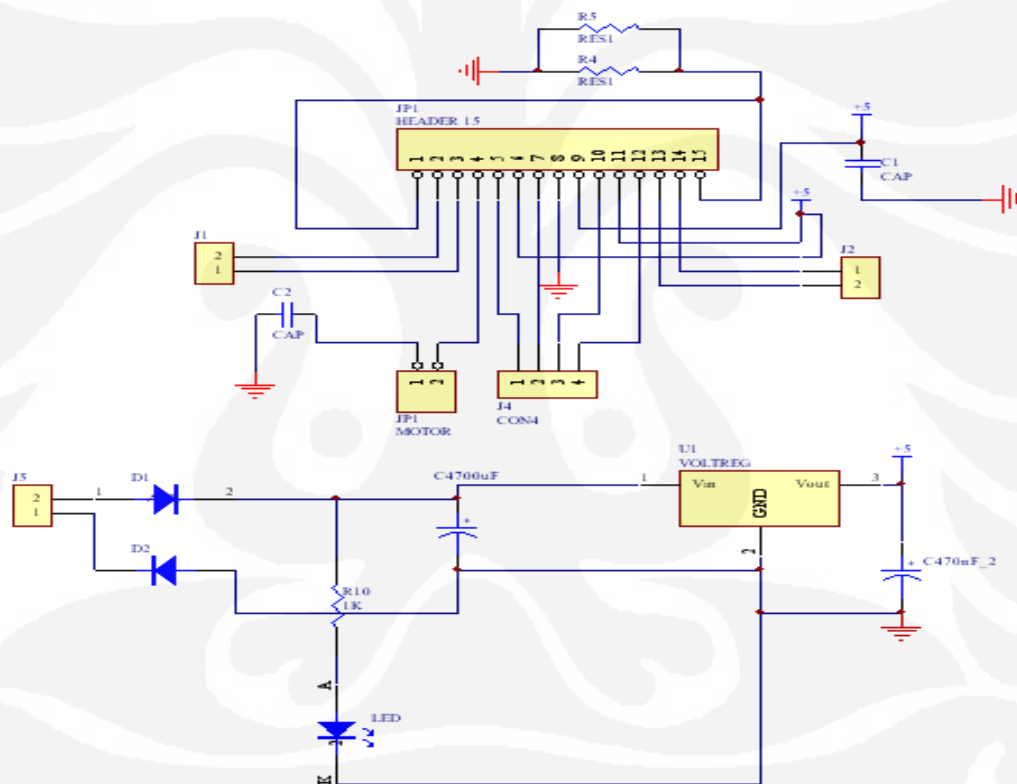 R5
RES1
R4
RES1
JP1
HEADER 15
1 2 3 4 5 6 7 8 9 10 11 12 13 14 15
+5
C1
CAP
+5
J1
2
1
J2
1
2
C2
CAP
1 2
JP1
MOTOR
1 2 3 4
J4
CON4
J5
2
1
1
D1
2
D2
C4700uF
U1
VOLTREG
1
Vin
GND
Vout
3
2
+5
C470nF_2
R10
1K
A
LED
K